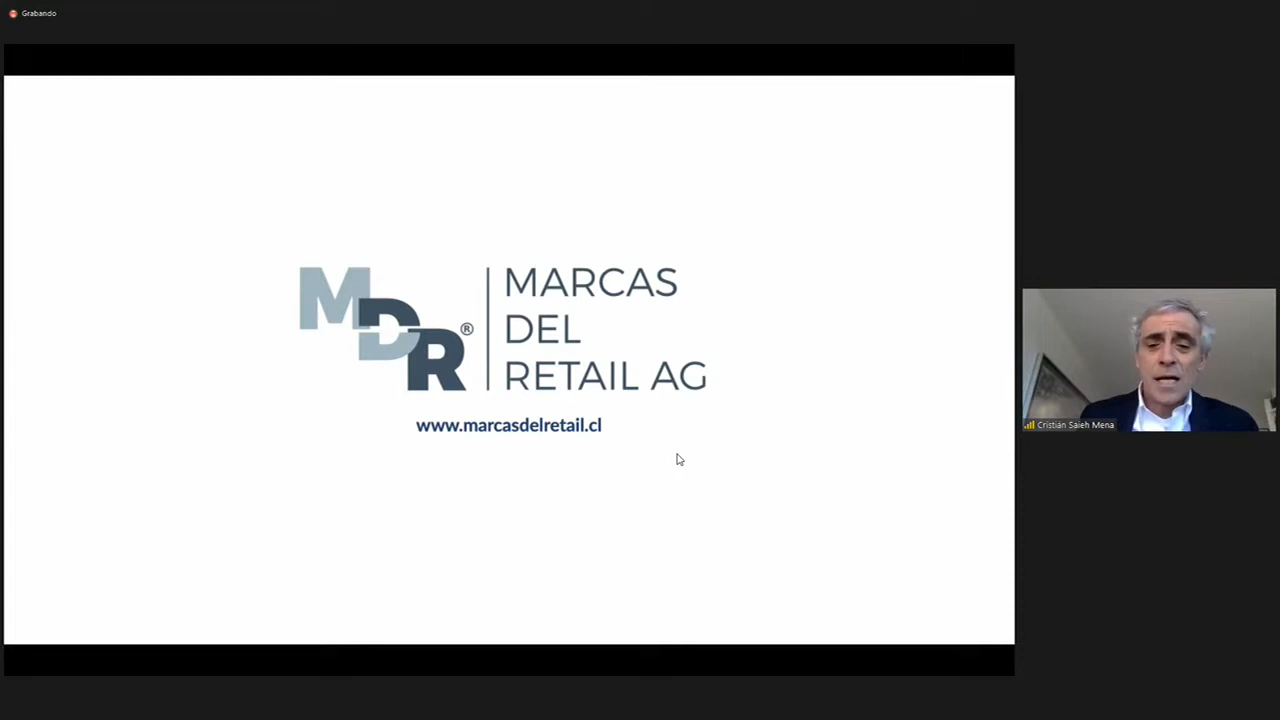 Grabando
MDR®
MARCAS
DEL
RETAIL AG
www.marcasdelretail.cl
Cristián Saieh Mena